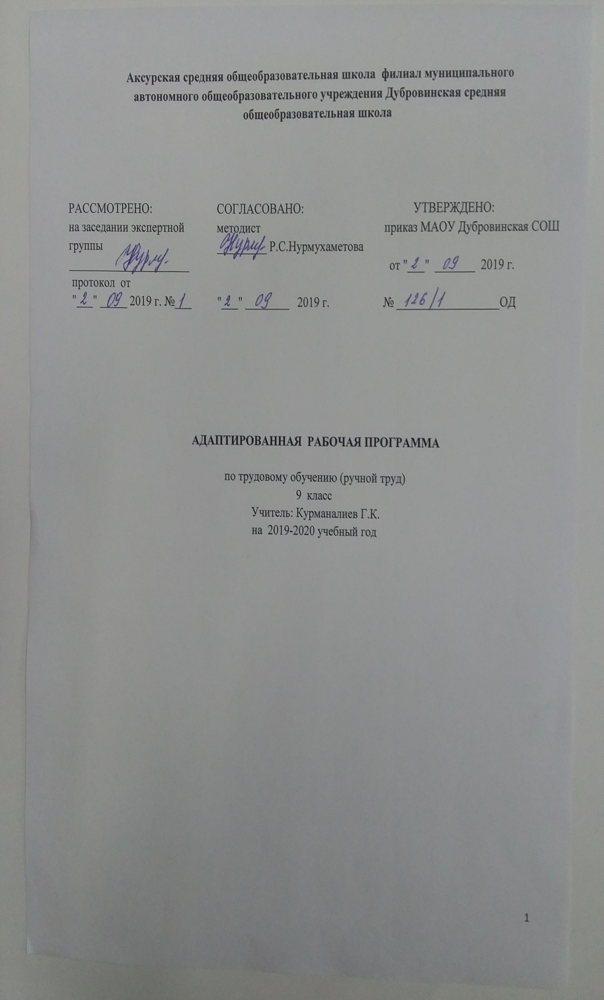 Аксурская средняя общеобразовательная школа филиал муниципального
автономного общеобразовательного учреждения Дубровинская средняя
общеобразовательная школа
РАССМОТРЕНО:
на заседании экспертной
группы
протокол от
"2" 09 2019 г. №1
СОГЛАСОВАНО:
методист
Р.С.Нурмухаметова
"2" 09 2019 г.
УТВЕРЖДЕНО:
приказ МАОУ Дубровинская СОШ
от "2" 09 2019 г.
№ 126/1 ОД
АДАПТИРОВАННАЯ РАБОЧАЯ ПРОГРАММА
по трудовому обучению (ручной труд)
9 класс
Учитель: Курманалиев Г.К.
на 2019-2020 учебный год
1